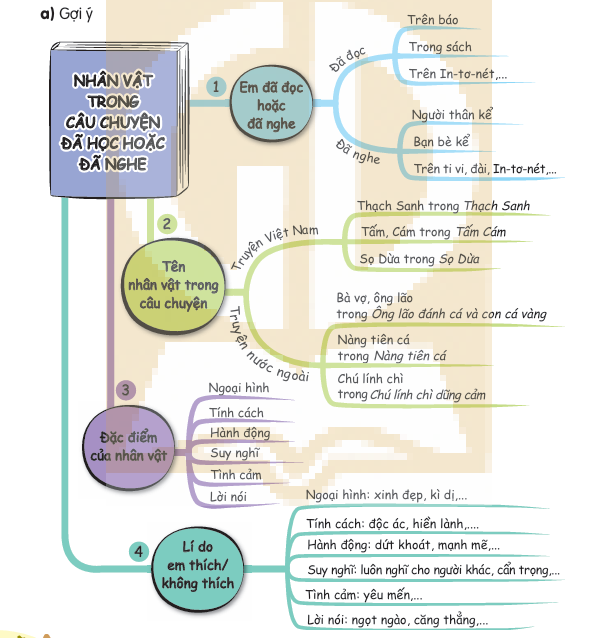 a) Gợi ý
NHÂN VẬT
TRONG
CÂU CHUYỆN
ĐÃ HỌC HOẶC
ĐÃ NGHE
1
Em đã đọc
hoặc
đã nghe
Đã đọc
Trên báo
Trong sách
Trên In-tơ-nét,...
Đã nghe
Người thân kể
Bạn bè kể
Trên ti vi, đài, In-tơ-nét,...
2
Tên
nhân vật trong
câu chuyện
Truyện Việt Nam
Thạch Sanh trong Thạch Sanh
Tấm, Cám trong Tấm Cám
Sọ Dừa trong Sọ Dừa
Truyện nước ngoài
Bà vợ, ông lão
trong Ông lão đánh cá và con cá vàng
Nàng tiên cá
trong Nàng tiên cá
Chú lính chì
trong Chú lính chì dũng cảm
3
Đặc điểm
của nhân vật
Ngoại hình
Tính cách
Hành động
Suy nghĩ
Tình cảm
Lời nói
4
Lí do
em thích/
không thích
Ngoại hình: xinh đẹp, kì dị,...
Tính cách: độc ác, hiền lành,....
Hành động: dứt khoát, mạnh mẽ,...
Suy nghĩ: luôn nghĩ cho người khác, cẩn trọng,...
Tình cảm: yêu mến,...
Lời nói: ngọt ngào, căng thẳng,...